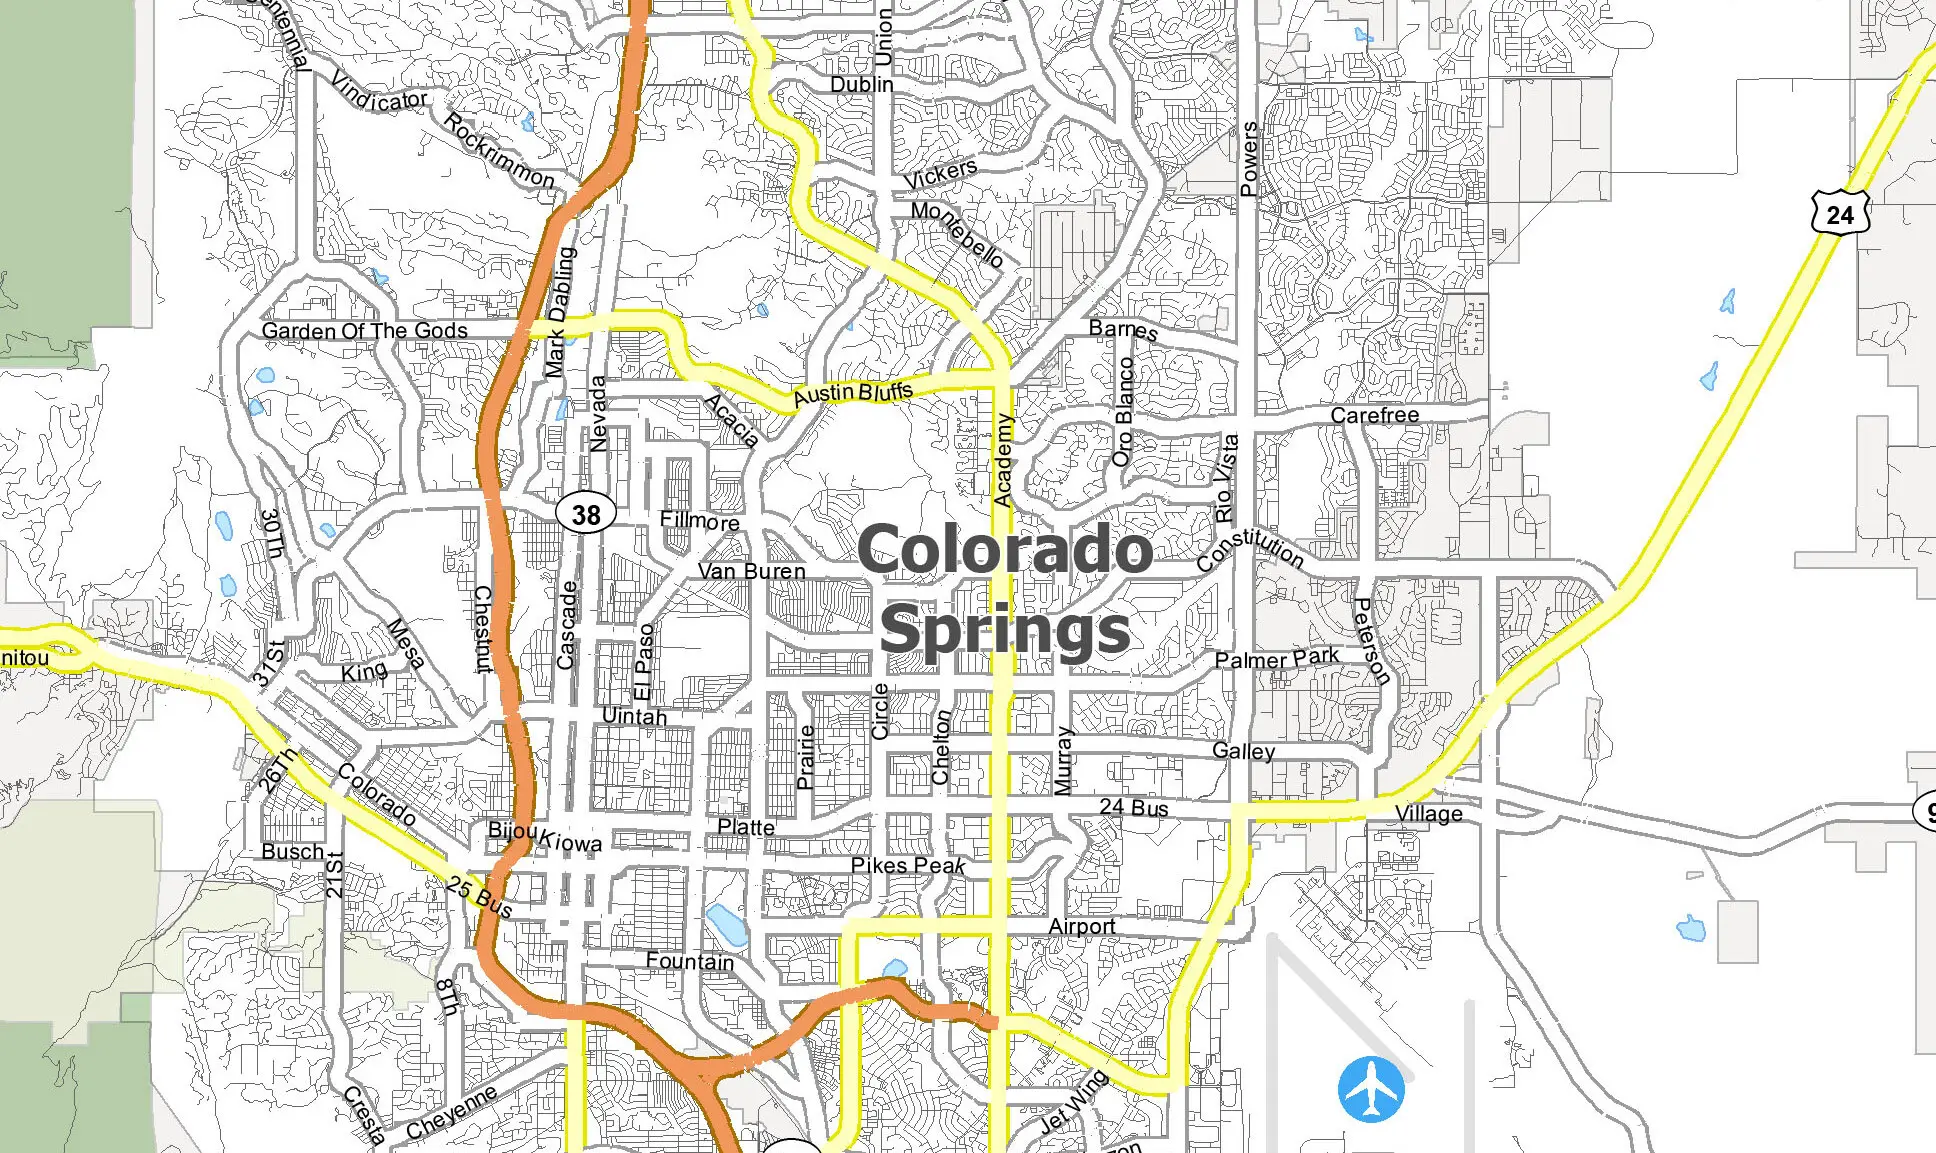 Centennial
Union
Vindicator
Dublin
Rockrimmon
Powers
Vickers
Montebello
24
Mark Dabling
Garden Of The Gods
Barnes
Oro Blanco
Austin Bluffs
Acacia
Nevada
Carefree
Academy
Rio Vista
38
30Th
Fillmore
Colorado
Springs
Constitution
Van Buren
Chestnut
Cascade
Mesa
El Paso
Peterson
nitou
31St
King
Palmer Park
Uintah
Circle
Chelton
Prairie
Murray
Galley
26Th
Colorado
24 Bus
Village
9
Bijou
Kiowa
Platte
Busch
21St
Pikes Peak
25 Bus
Airport
Fountain
8Th
Cresta
Cheyenne
Jet Wing